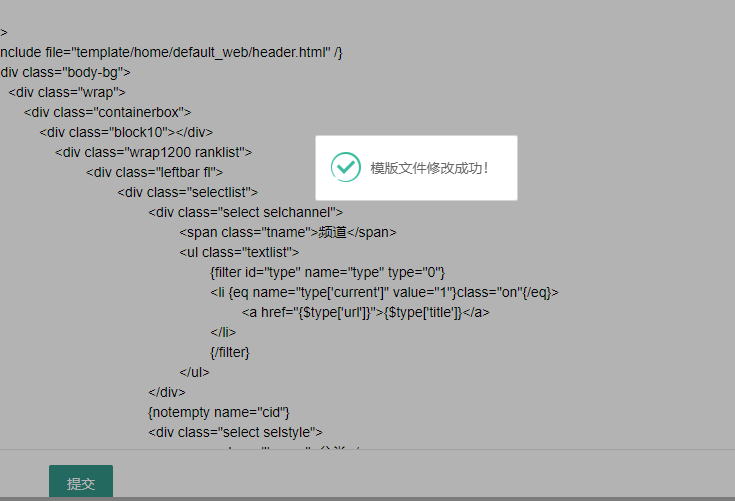 >
nclude file="template/home/default_web/header.html" /}
div class="body-bg">
<div class="wrap">
<div class="containerbox">
<div class="block10"></div>
<div class="wrap1200 ranklist">
<div class="leftbar fl">
<div class="selectlist">
<div class="select selchannel">
<span class="tname">频道</span>
<ul class="textlist">
{filter id="type" name="type" type="0"}
<li {eq name="type['current']" value="1"}class="on"{/eq}>
<a href="{$type['url']}">{$type['title']}</a>
</li>
{/filter}
</ul>
</div>
{notempty name="cid"}
<div class="select selstyle">
模版文件修改成功！
提交